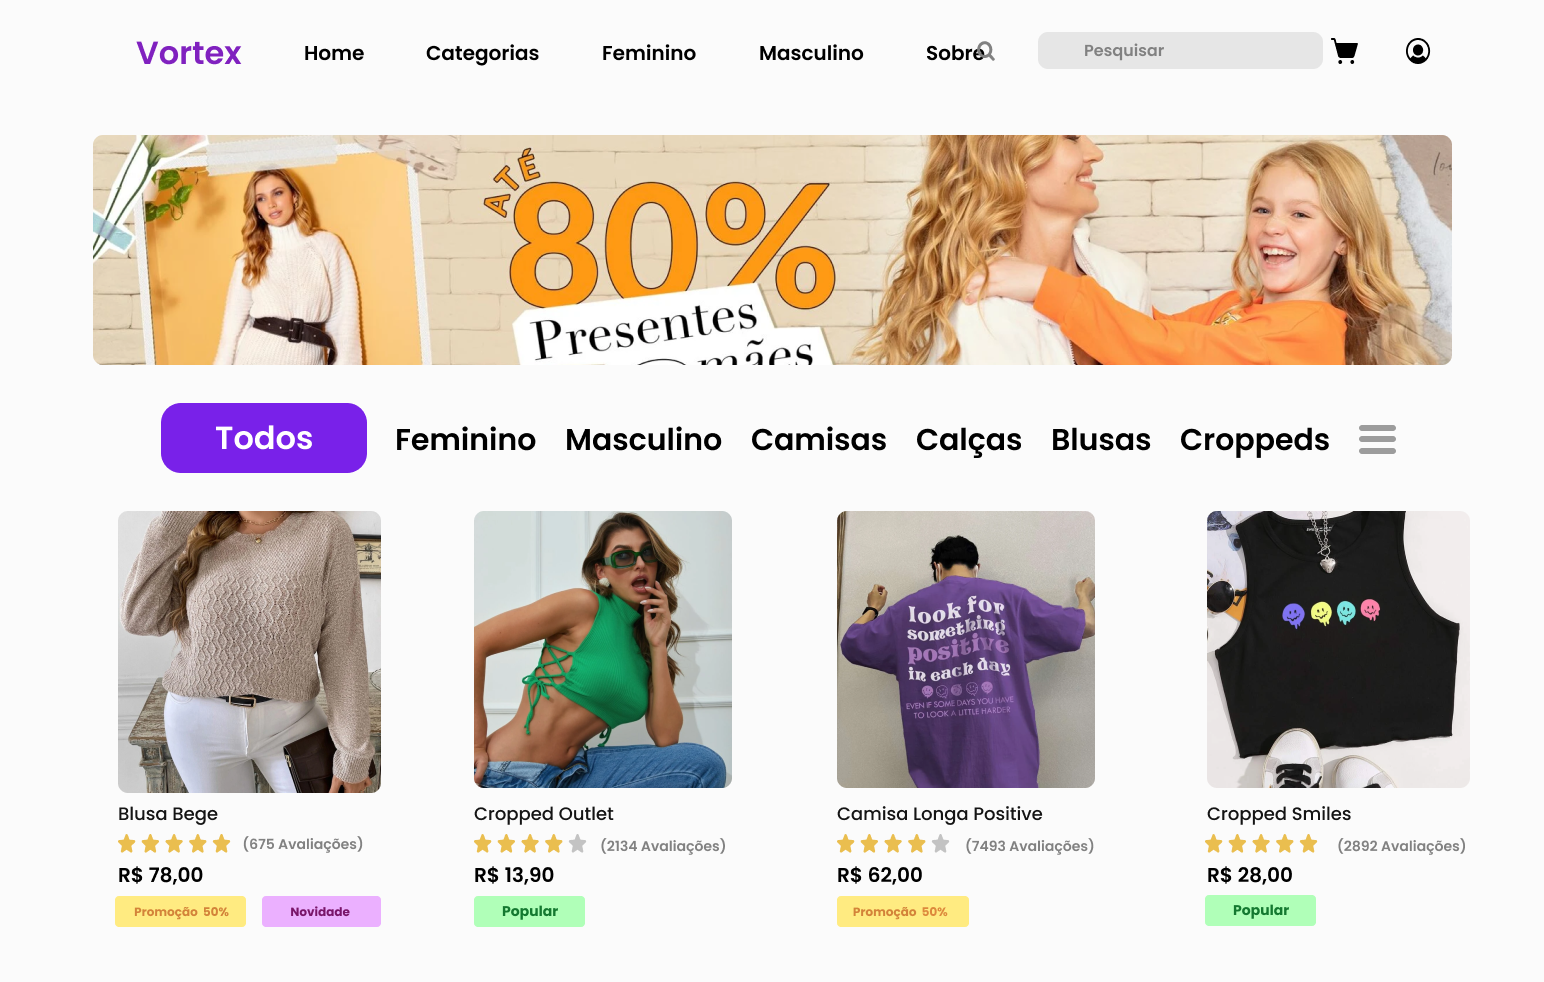 Vortex
Home
Categorias
Feminino
Masculino
Sobre
Pesquisar
ATÉ
80%
Presentes
mães
Todos
Feminino
Masculino
Camisas
Calças
Blusas
Croppeds
look for
something
positive
in each day
EVEN IF SOME DAYS YOU HAVE
TO LOOK A LITTLE HARDER
Blusa Bege
(675 Avaliações)
R$ 78,00
Promoção 50%
Novidade
Cropped Outlet
(2134 Avaliações)
R$ 13,90
Popular
Camisa Longa Positive
(7493 Avaliações)
R$ 62,00
Promoção 50%
Cropped Smiles
(2892 Avaliações)
R$ 28,00
Popular